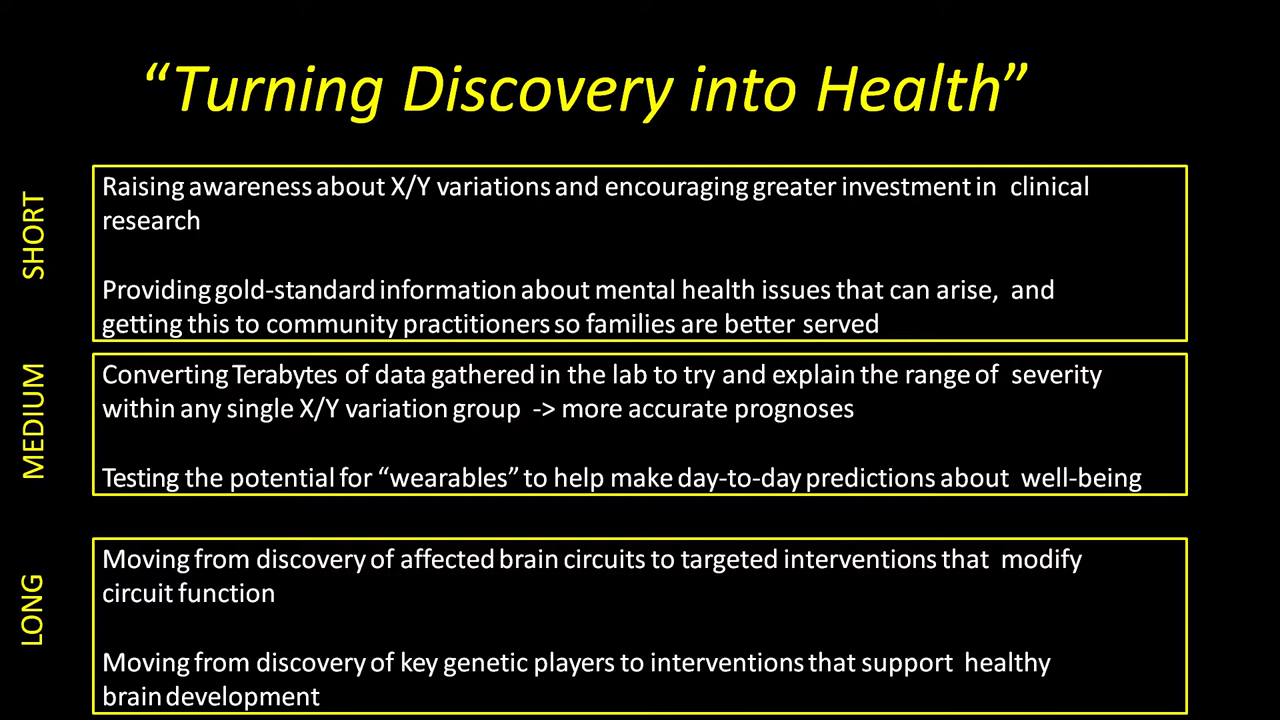 “Turning Discovery into Health”
SHORT
Raising awareness about X/Y variations and encouraging greater investment in clinical
research
Providing gold-standard information about mental health issues that can arise, and
getting this to community practitioners so families are better served
MEDIUM
Converting Terabytes of data gathered in the lab to try and explain the range of severity
within any single X/Y variation group -> more accurate prognoses
Testing the potential for “wearables” to help make day-to-day predictions about well-being
LONG
Moving from discovery of affected brain circuits to targeted interventions that modify
circuit function
Moving from discovery of key genetic players to interventions that support healthy
brain development